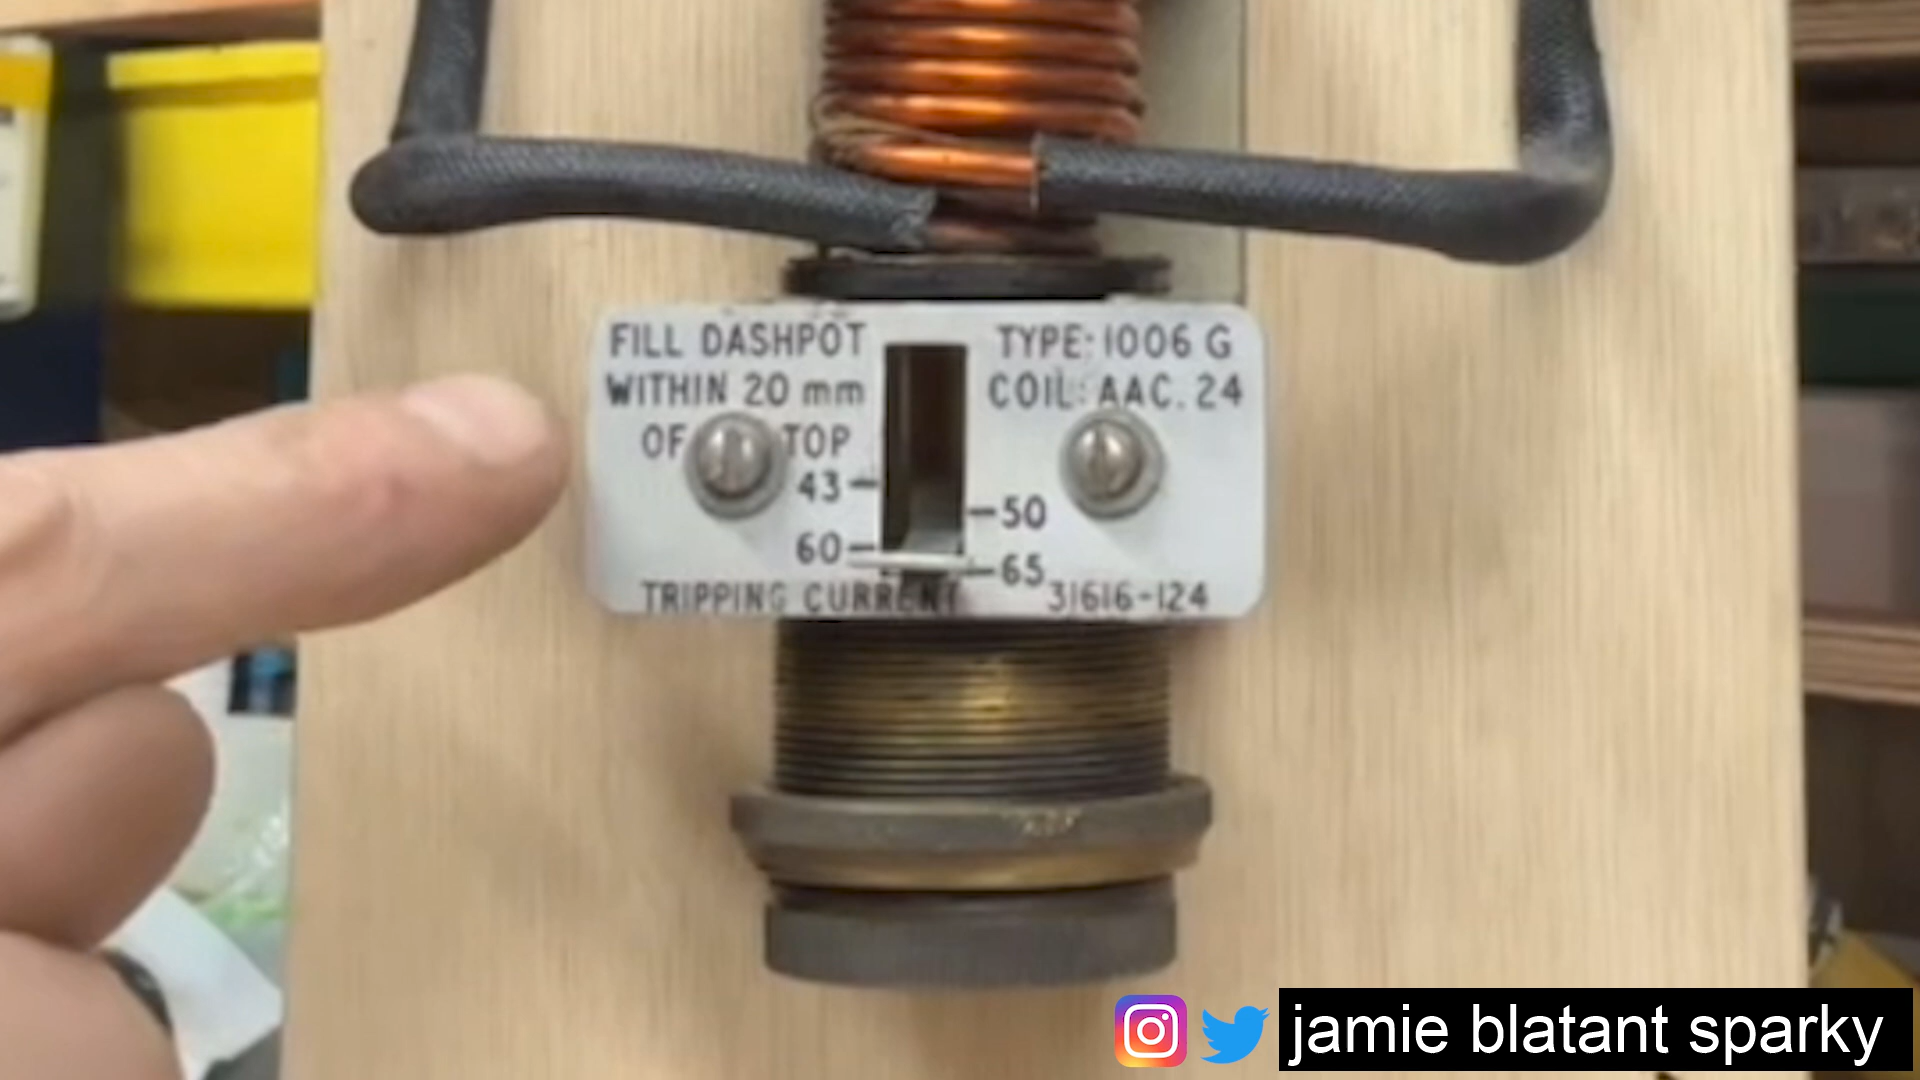 FILL DASHPOT
WITHIN 20 mm
OF TOP
TYPE: 1006 G
COIL: AAC. 24
43
50
60
65
TRIPPING CURRENT
31616-124
jamie blatant sparky